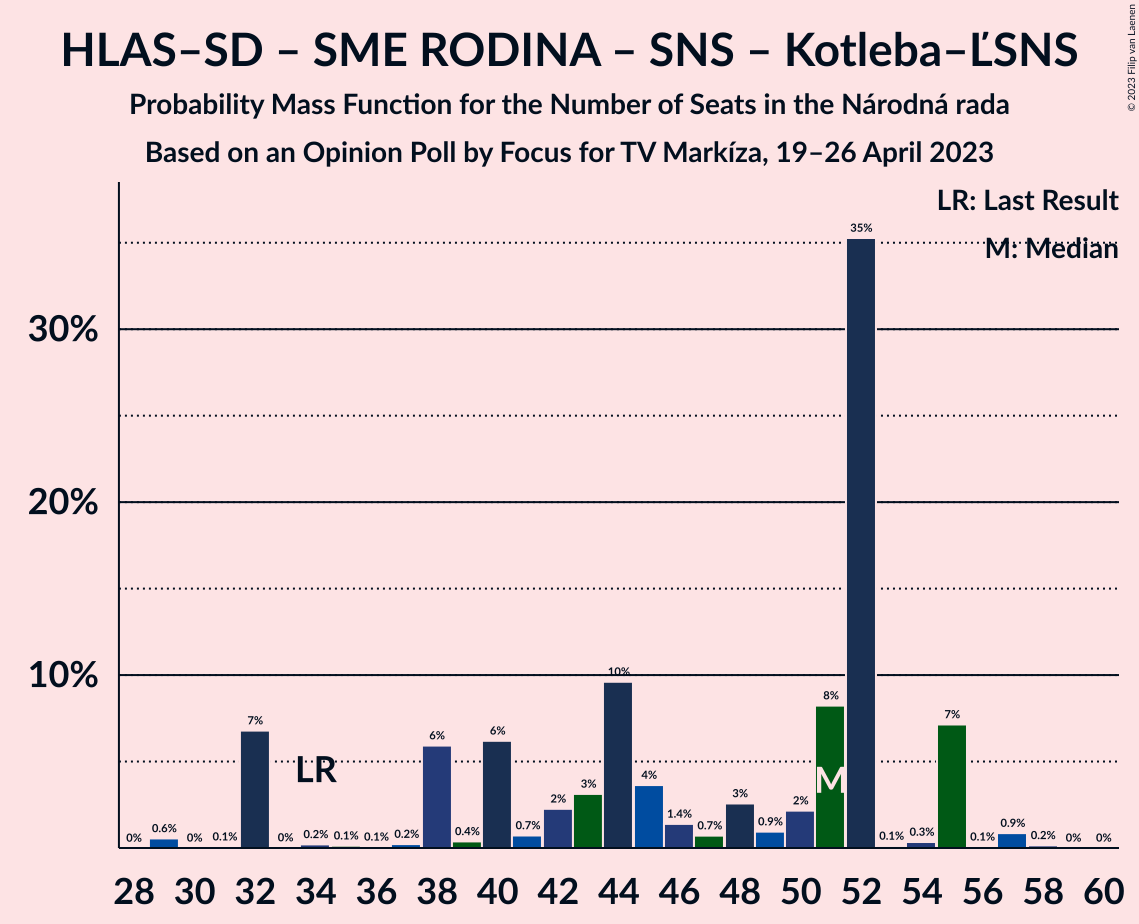 HLAS–SD – SME RODINA – SNS – Kotleba–ĽSNS
Probability Mass Function for the Number of Seats in the Národná rada
Based on an Opinion Poll by Focus for TV Markíza, 19–26 April 2023
© 2023 Filip van Laenen
LR: Last Result
M: Median
35%
30%
20%
10%
10%
8%
7%
7%
6%
6%
LR
M
4%
3%
2%
1.4%
3%
2%
0% 0.6% 0% 0.1% 0% 0.2% 0.1% 0.1% 0.2% 0.4% 0.7% 0.7% 0.9% 0.1% 0.3% 0.1% 0.9% 0.2% 0% 0%
28 30 32 34 36 38 40 42 44 46 48 50 52 54 56 58 60